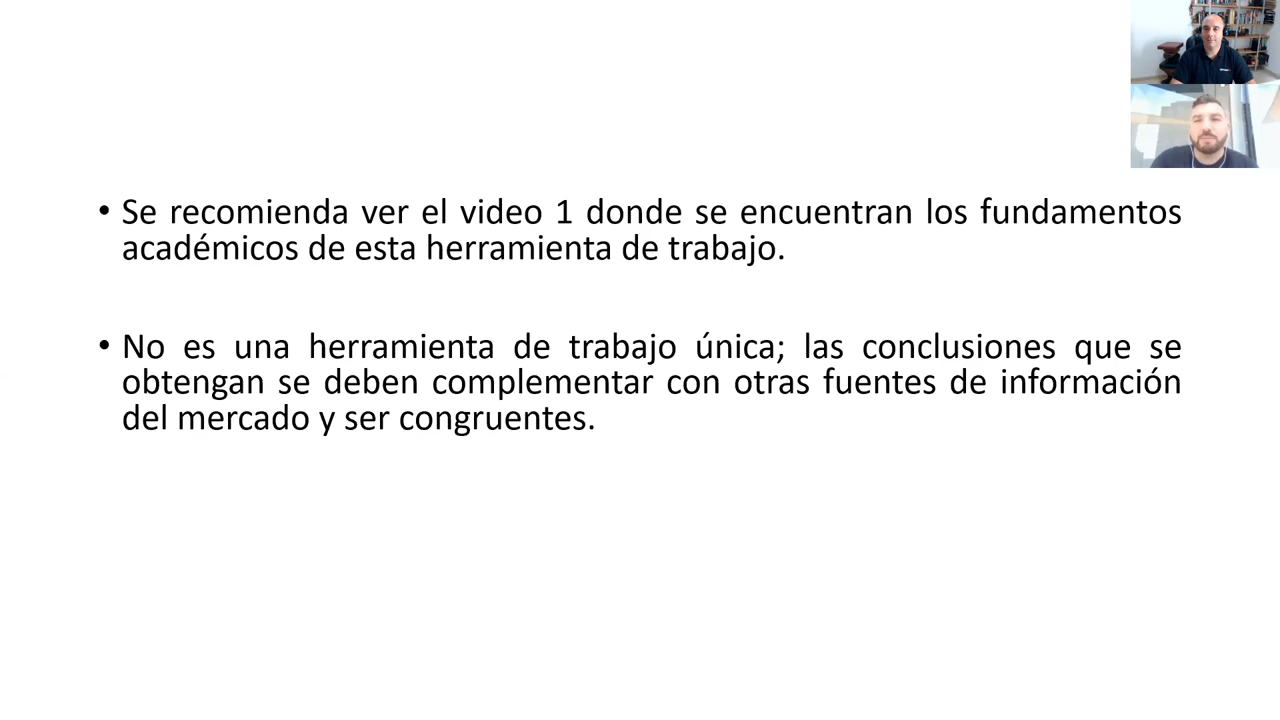 • Se recomienda ver el video 1 donde se encuentran los fundamentos
académicos de esta herramienta de trabajo.
• No es una herramienta de trabajo única; las conclusiones que se
obtengan se deben complementar con otras fuentes de información
del mercado y ser congruentes.